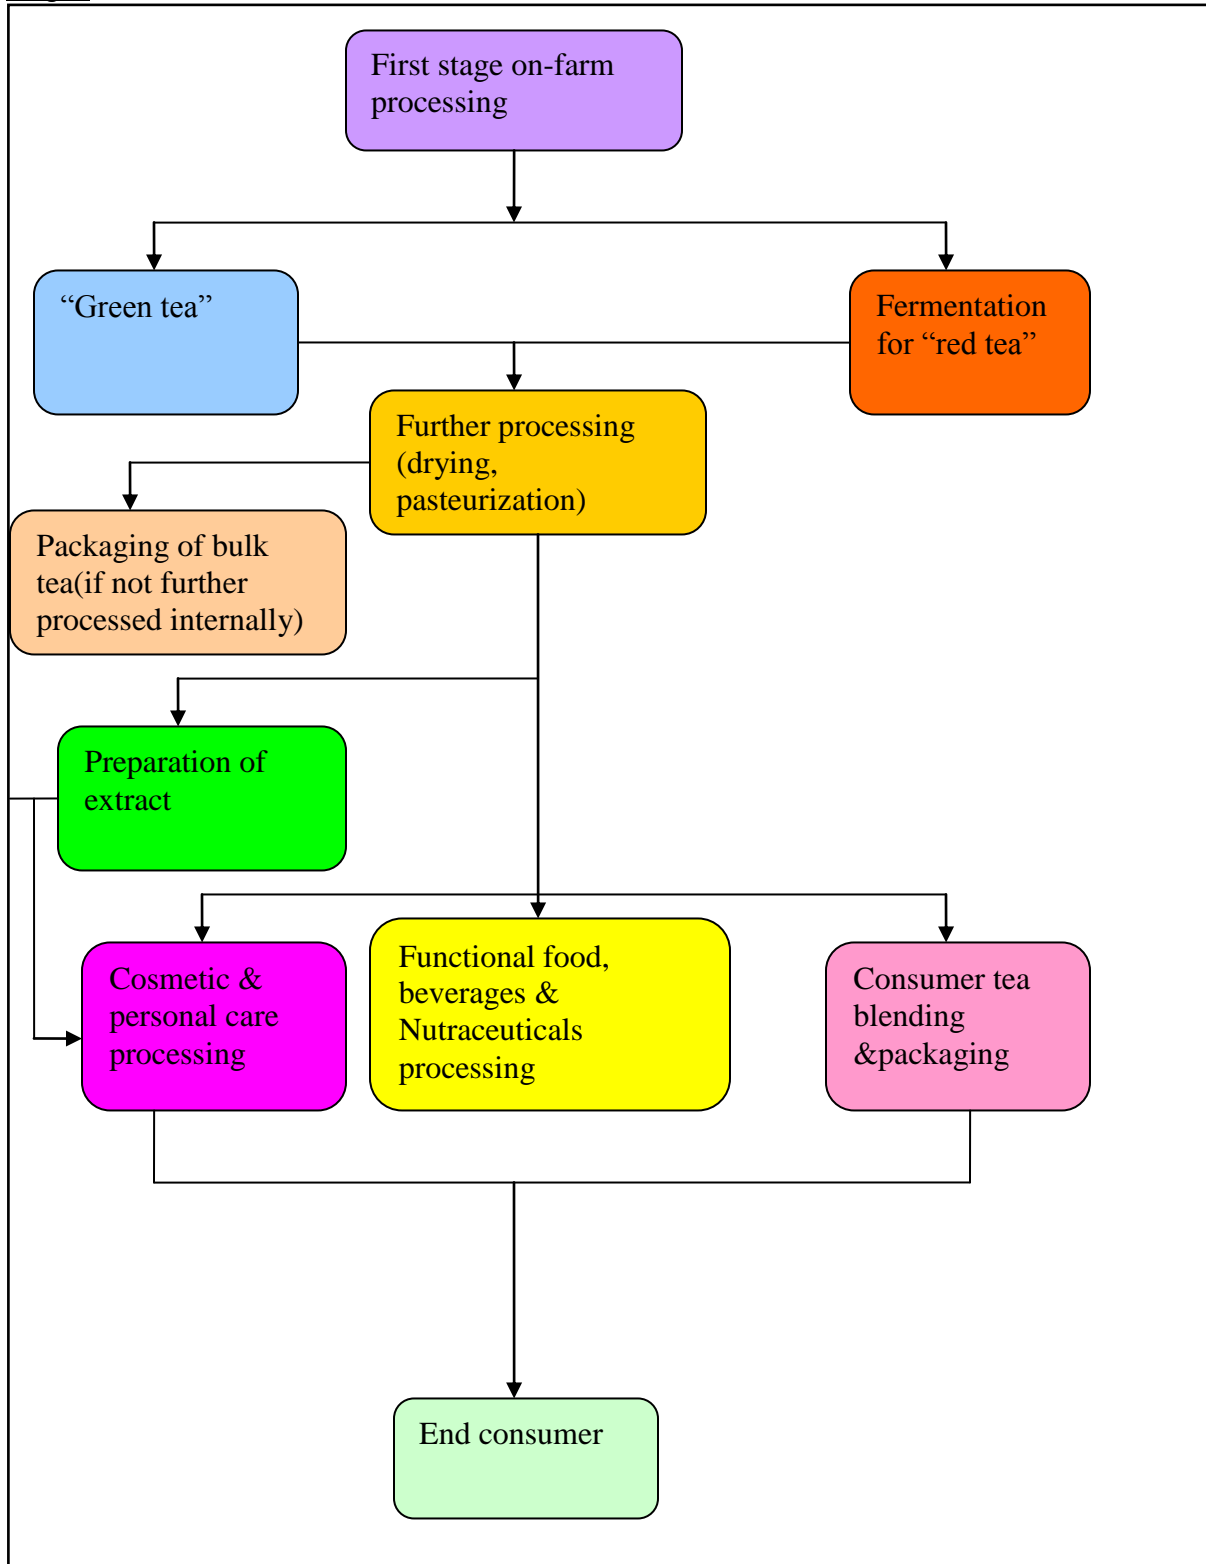 First stage on-farm
processing
“Green tea”
Fermentation
for “red tea”
Further processing
(drying,
pasteurization)
Packaging of bulk
tea(if not further
processed internally)
Preparation of
extract
Cosmetic &
personal care
processing
Functional food,
beverages &
Nutraceuticals
processing
Consumer tea
blending
&packaging
End consumer